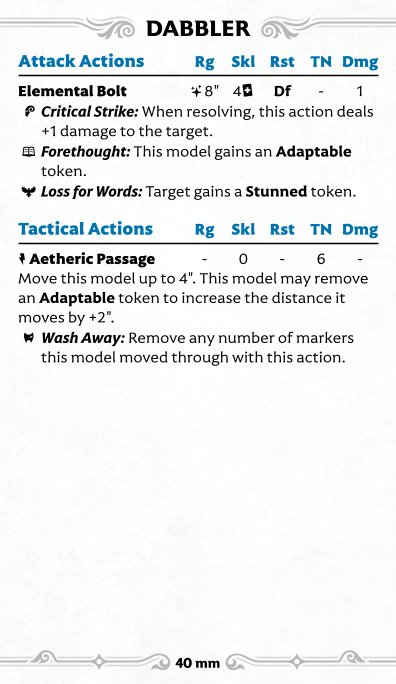 DABBLER
Attack Actions Rg Skl Rst TN Dmg
Elemental Bolt 8" 4 Df - 1
Critical Strike: When resolving, this action deals
+1 damage to the target.
Forethought: This model gains an Adaptable
token.
Loss for Words: Target gains a Stunned token.
Tactical Actions Rg Skl Rst TN Dmg
Aetheric Passage - 0 - 6 -
Move this model up to 4". This model may remove
an Adaptable token to increase the distance it
moves by +2".
Wash Away: Remove any number of markers
this model moved through with this action.
40 mm